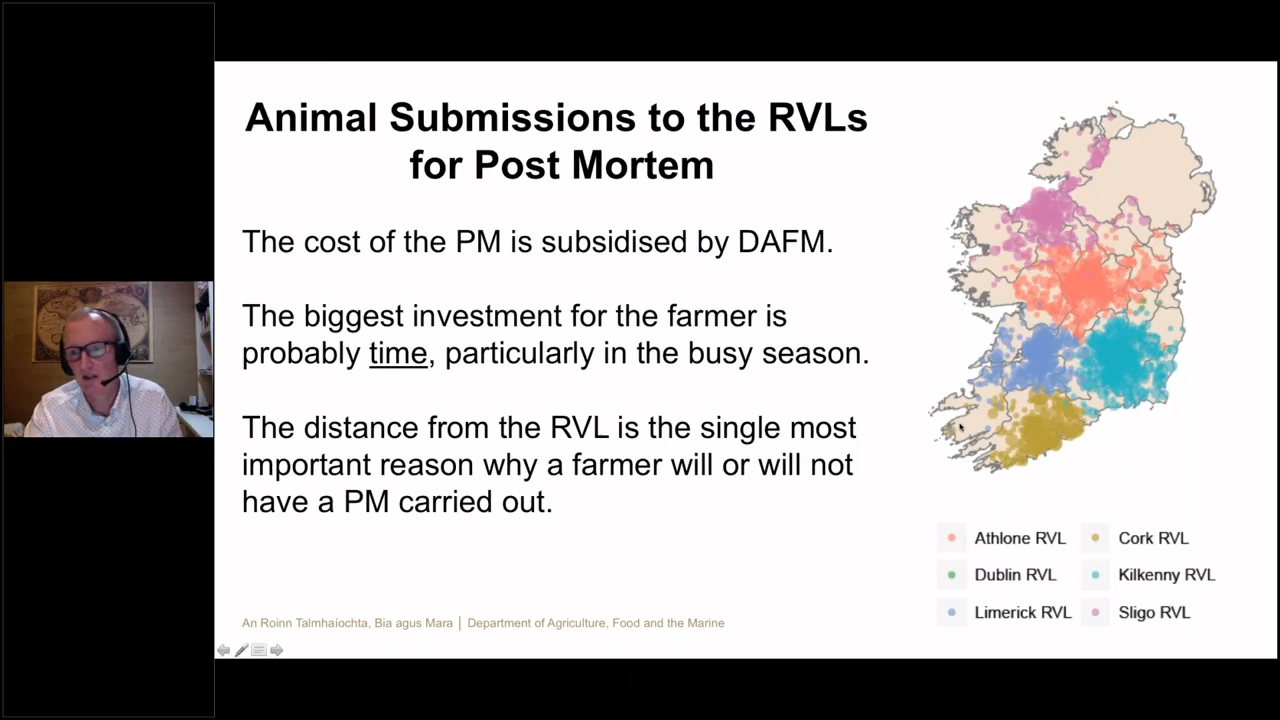 Animal Submissions to the RVLs
for Post Mortem
The cost of the PM is subsidised by DAFM.
The biggest investment for the farmer is
probably time, particularly in the busy season.
The distance from the RVL is the single most
important reason why a farmer will or will not
have a PM carried out.
An Roinn Talmhaíochta, Bia agus Mara | Department of Agriculture, Food and the Marine
Athlone RVL
Cork RVL
Dublin RVL
Kilkenny RVL
Limerick RVL
Sligo RVL